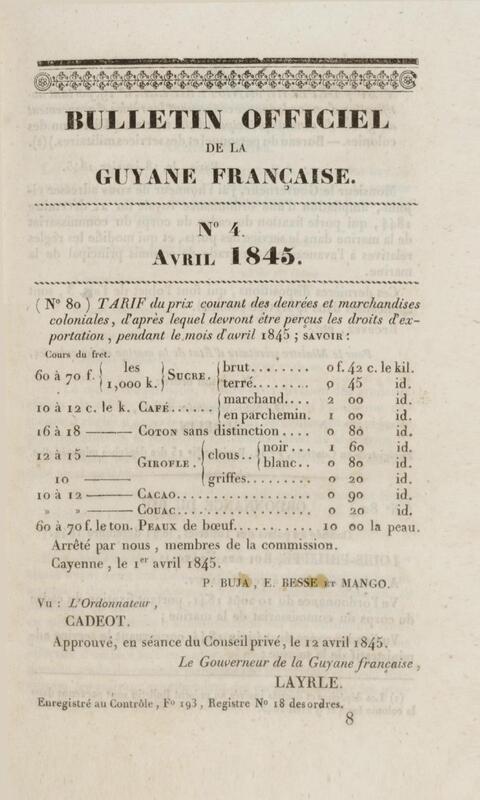 BULLETIN OFFICIEL
DE LA
GUYANE FRANÇAISE.
N° 4.
AVRIL 1845.
( N° 80 ) TARIF du prix courant des denrées et marchandises
coloniales, d'après lequel devront être perçus les droits d'ex-
portation, pendant le mois d'avril 1845 ; SAVOIR :
Cours du fret.
60 à 70 f. { les 1,000 k. } SUCRE. { brut........ 0 f. 42 c. le kil.
{ terré........ 0 45 id.
10 à 12 c. le k. CAFÉ...... { marchand.... 2 00 id.
{ en parchemin. 1 00 id.
16 à 18 ——— COTON sans distinction .... 0 80 id.
12 à 15 ——— GIROFLE. { clous.. { noir... 1 60 id.
{ blanc.. 0 80 id.
10 ——— { griffes......... 0 20 id.
10 à 12 ——— CACAO................. 0 90 id.
» » ——— COUAC................. 0 20 id.
60 à 70 f. le ton. PEAUX de bœuf........... 10 00 la peau.
Arrêté par nous, membres de la commission.
Cayenne, le 1er avril 1845.
P. BUJA, E. BESSE ET MANGO.
Vu : L'Ordonnateur,
CADEOT.
Approuvé, en séance du Conseil privé, le 12 avril 1845.
Le Gouverneur de la Guyane française,
LAYRLE.
Enregistré au Contrôle, F° 193, Registre N° 18 des ordres.
8